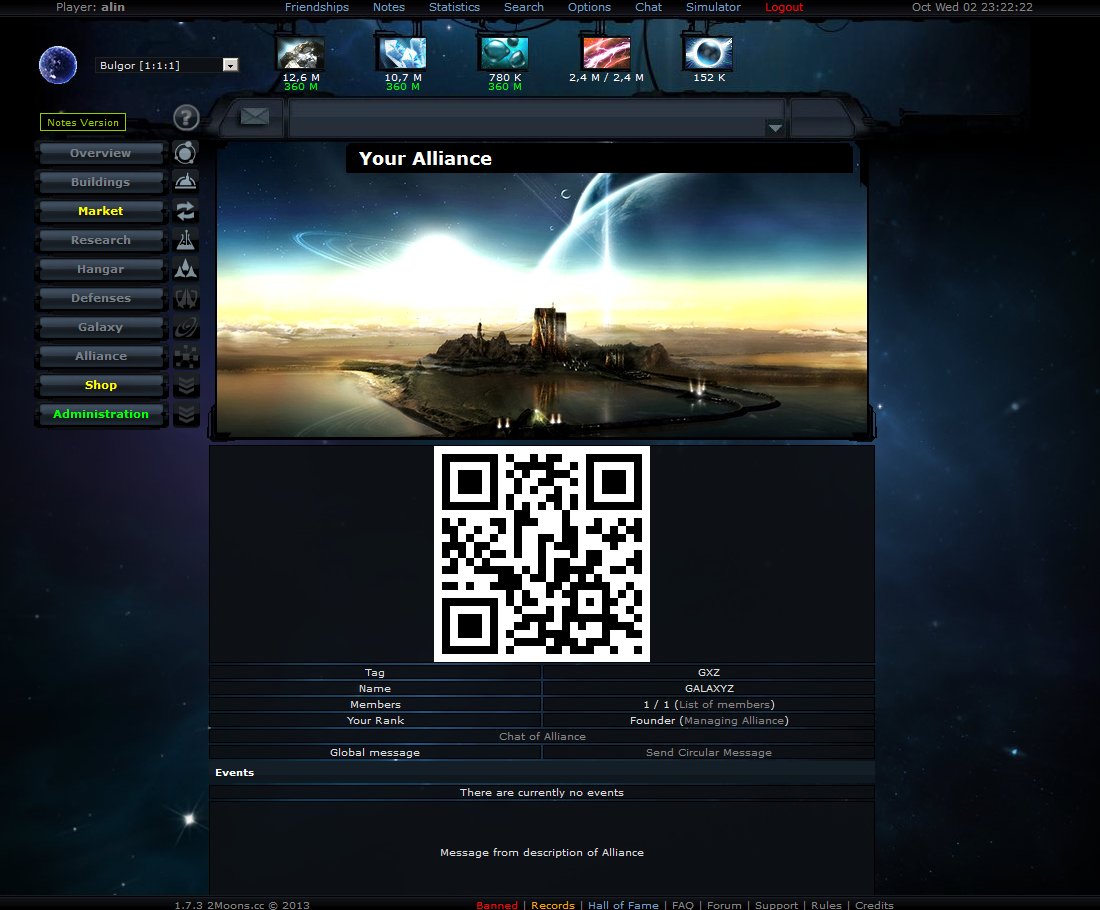 Player: alin Friendships Notes Statistics Search Options Chat Simulator Logout Oct Wed 02 23:22:22
Bulgor [1:1:1]
12,6 M 10,7 M 780 K 2,4 M / 2,4 M 152 K
360 M 360 M 360 M
Notes Version
?
Overview
Buildings
Market
Research
Hangar
Defenses
Galaxy
Alliance
Shop
Administration
Your Alliance
Tag GXZ
Name GALAXYZ
Members 1 / 1 (List of members)
Your Rank Founder (Managing Alliance)
Chat of Alliance
Global message Send Circular Message
Events
There are currently no events
Message from description of Alliance
1.7.3 2Moons.cc © 2013 Banned | Records | Hall of Fame | FAQ | Forum | Support | Rules | Credits